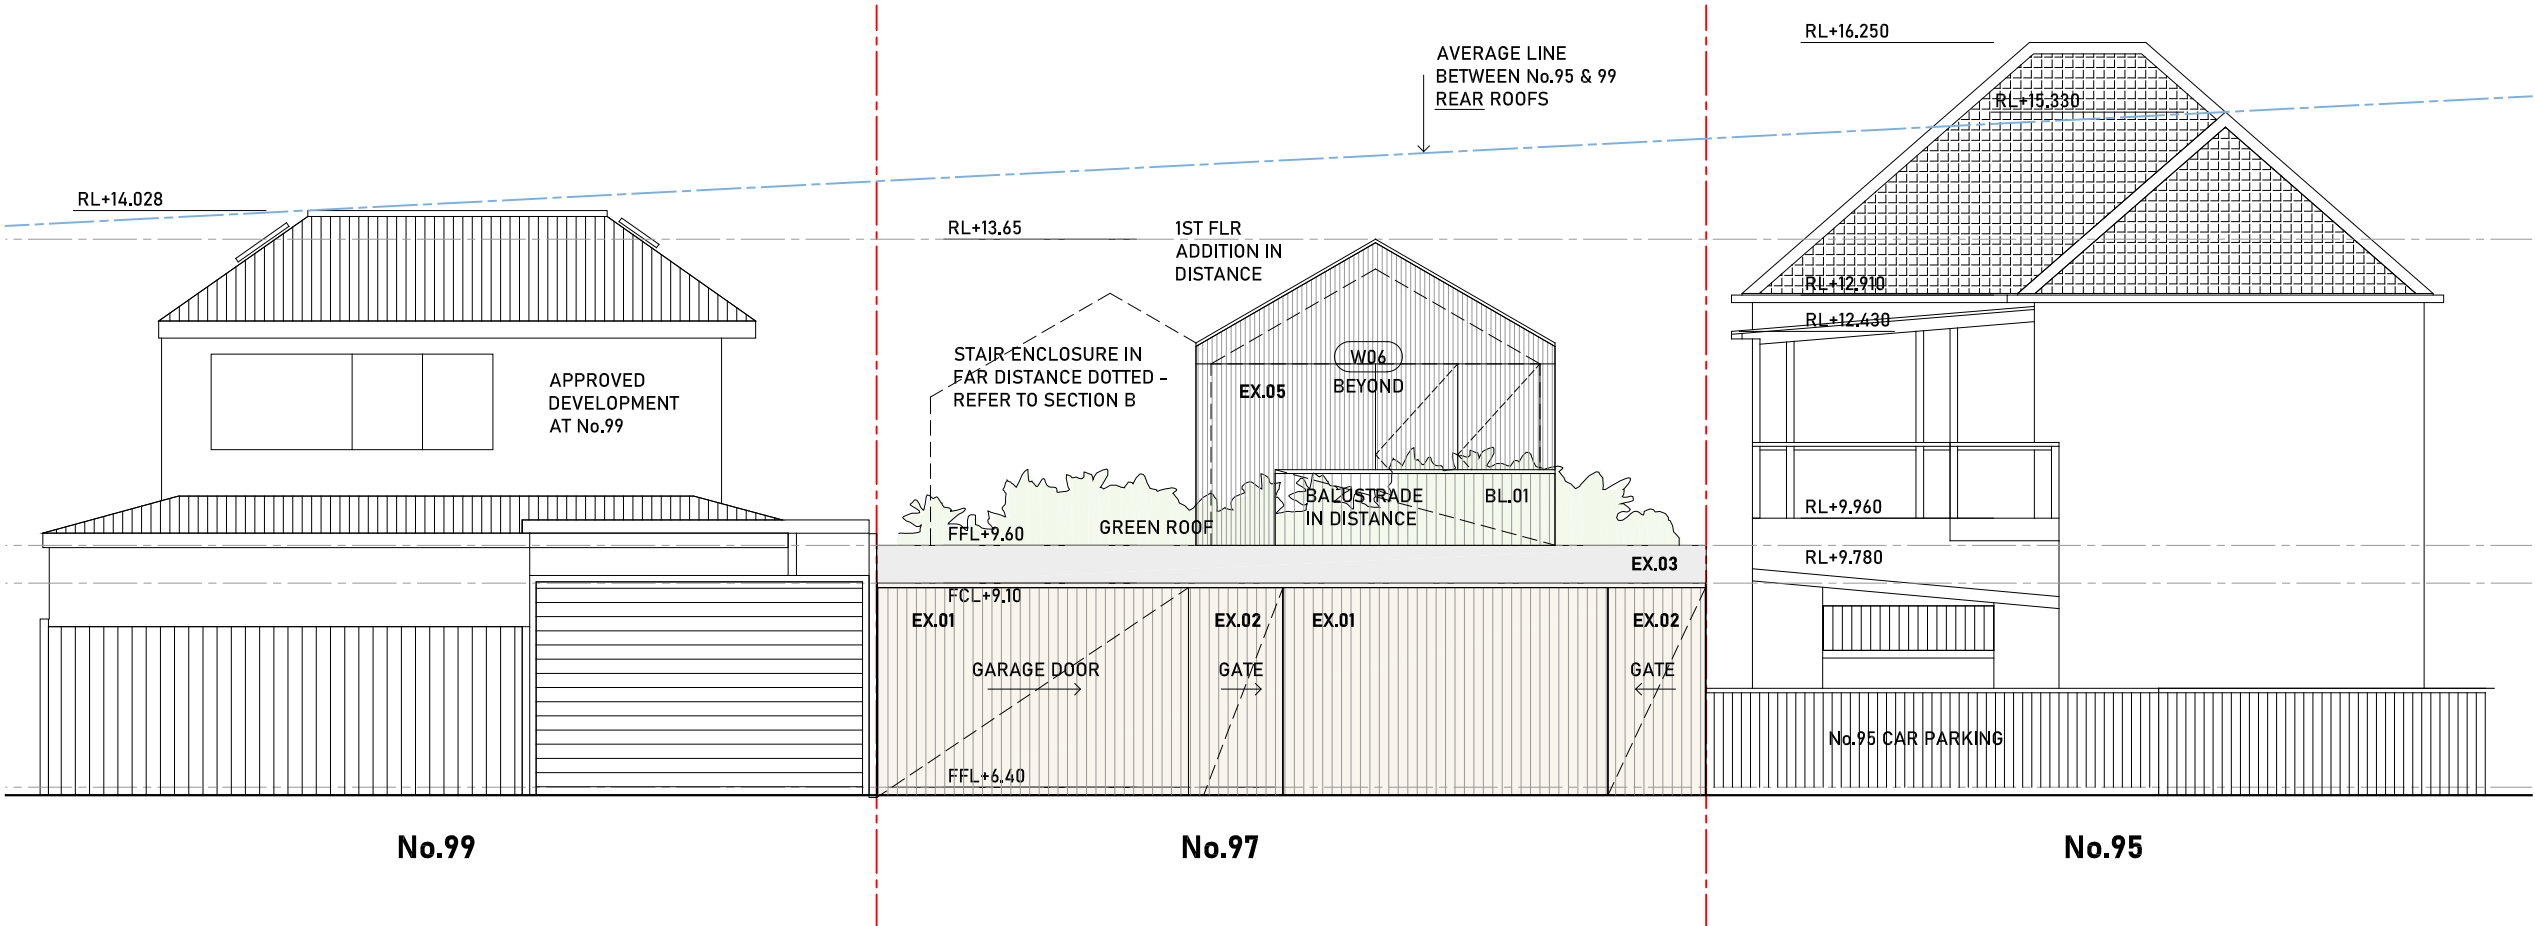 RL+14.028
APPROVED
DEVELOPMENT
AT No.99
No.99
AVERAGE LINE
BETWEEN No.95 & 99
REAR ROOFS
RL+13.65
1ST FLR
ADDITION IN
DISTANCE
STAIR ENCLOSURE IN
FAR DISTANCE DOTTED -
REFER TO SECTION B
W06
BEYOND
EX.05
BALUSTRADE
IN DISTANCE
BL.01
GREEN ROOF
FFL+9.60
EX.03
FCL+9.10
EX.01
EX.02
EX.01
EX.02
GARAGE DOOR
GATE
GATE
FFL+6.40
No.97
RL+16.250
RL+15.330
RL+12.910
RL+12.430
RL+9.960
RL+9.780
No.95 CAR PARKING
No.95